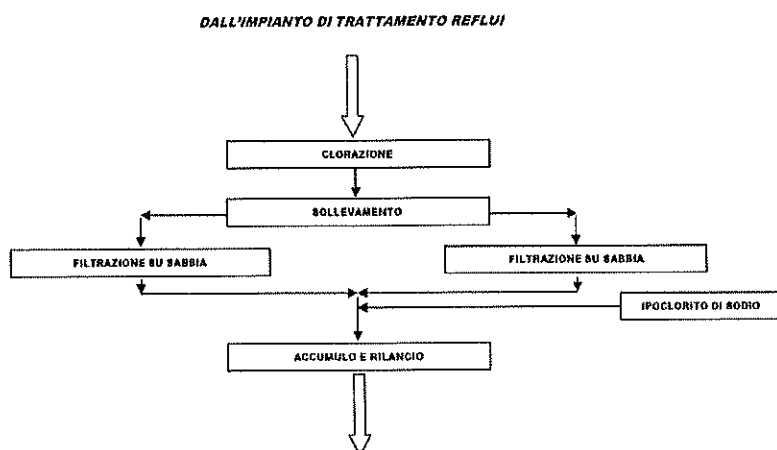 DALL'IMPIANTO DI TRATTAMENTO REFLUI
CLORAZIONE
SOLLEVAMENTO
FILTRAZIONE SU SABBIA
FILTRAZIONE SU SABBIA
IPOCLORITO DI SODIO
ACCUMULO E RILANCIO